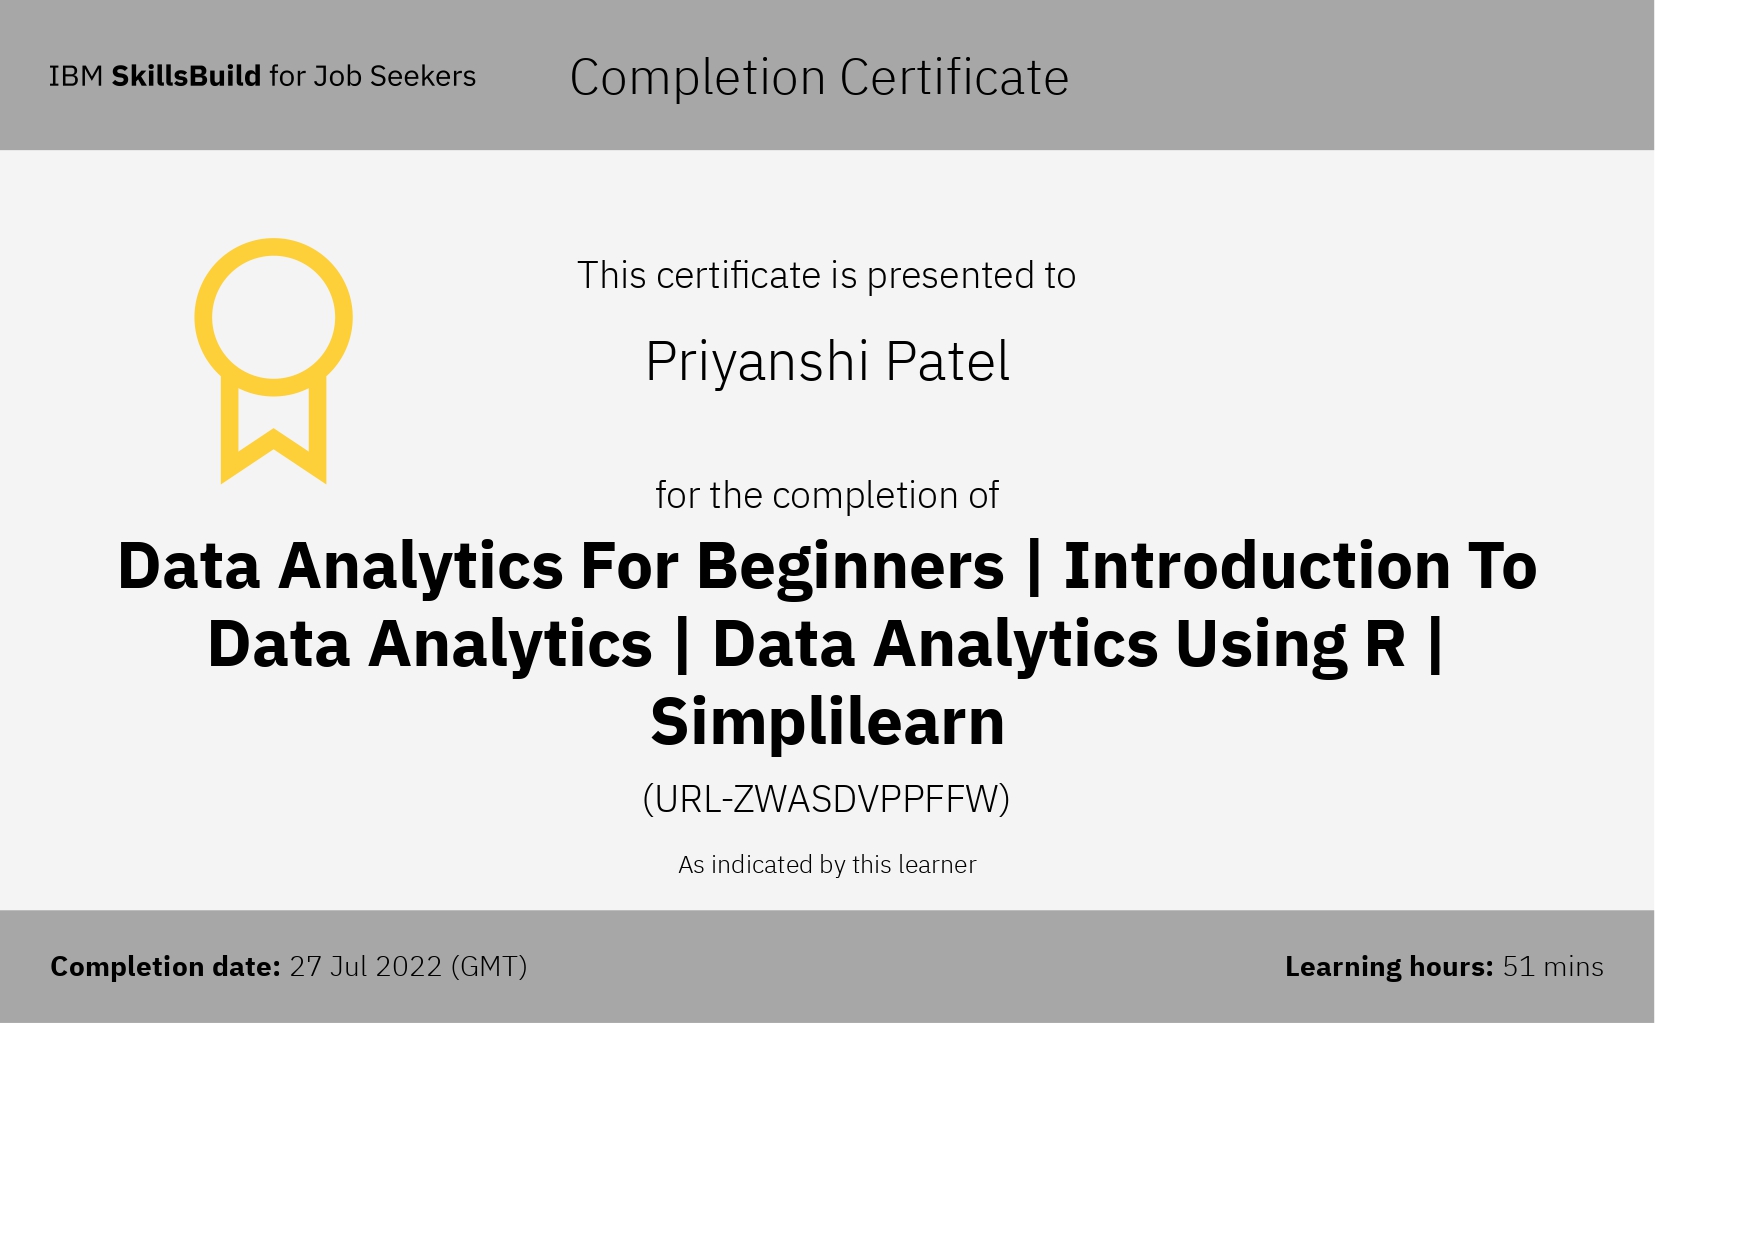 IBM SkillsBuild for Job Seekers
Completion Certificate
This certificate is presented to
Priyanshi Patel
for the completion of
Data Analytics For Beginners | Introduction To
Data Analytics | Data Analytics Using R |
Simplilearn
(URL-ZWASDVPPFFW)
As indicated by this learner
Completion date: 27 Jul 2022 (GMT)
Learning hours: 51 mins